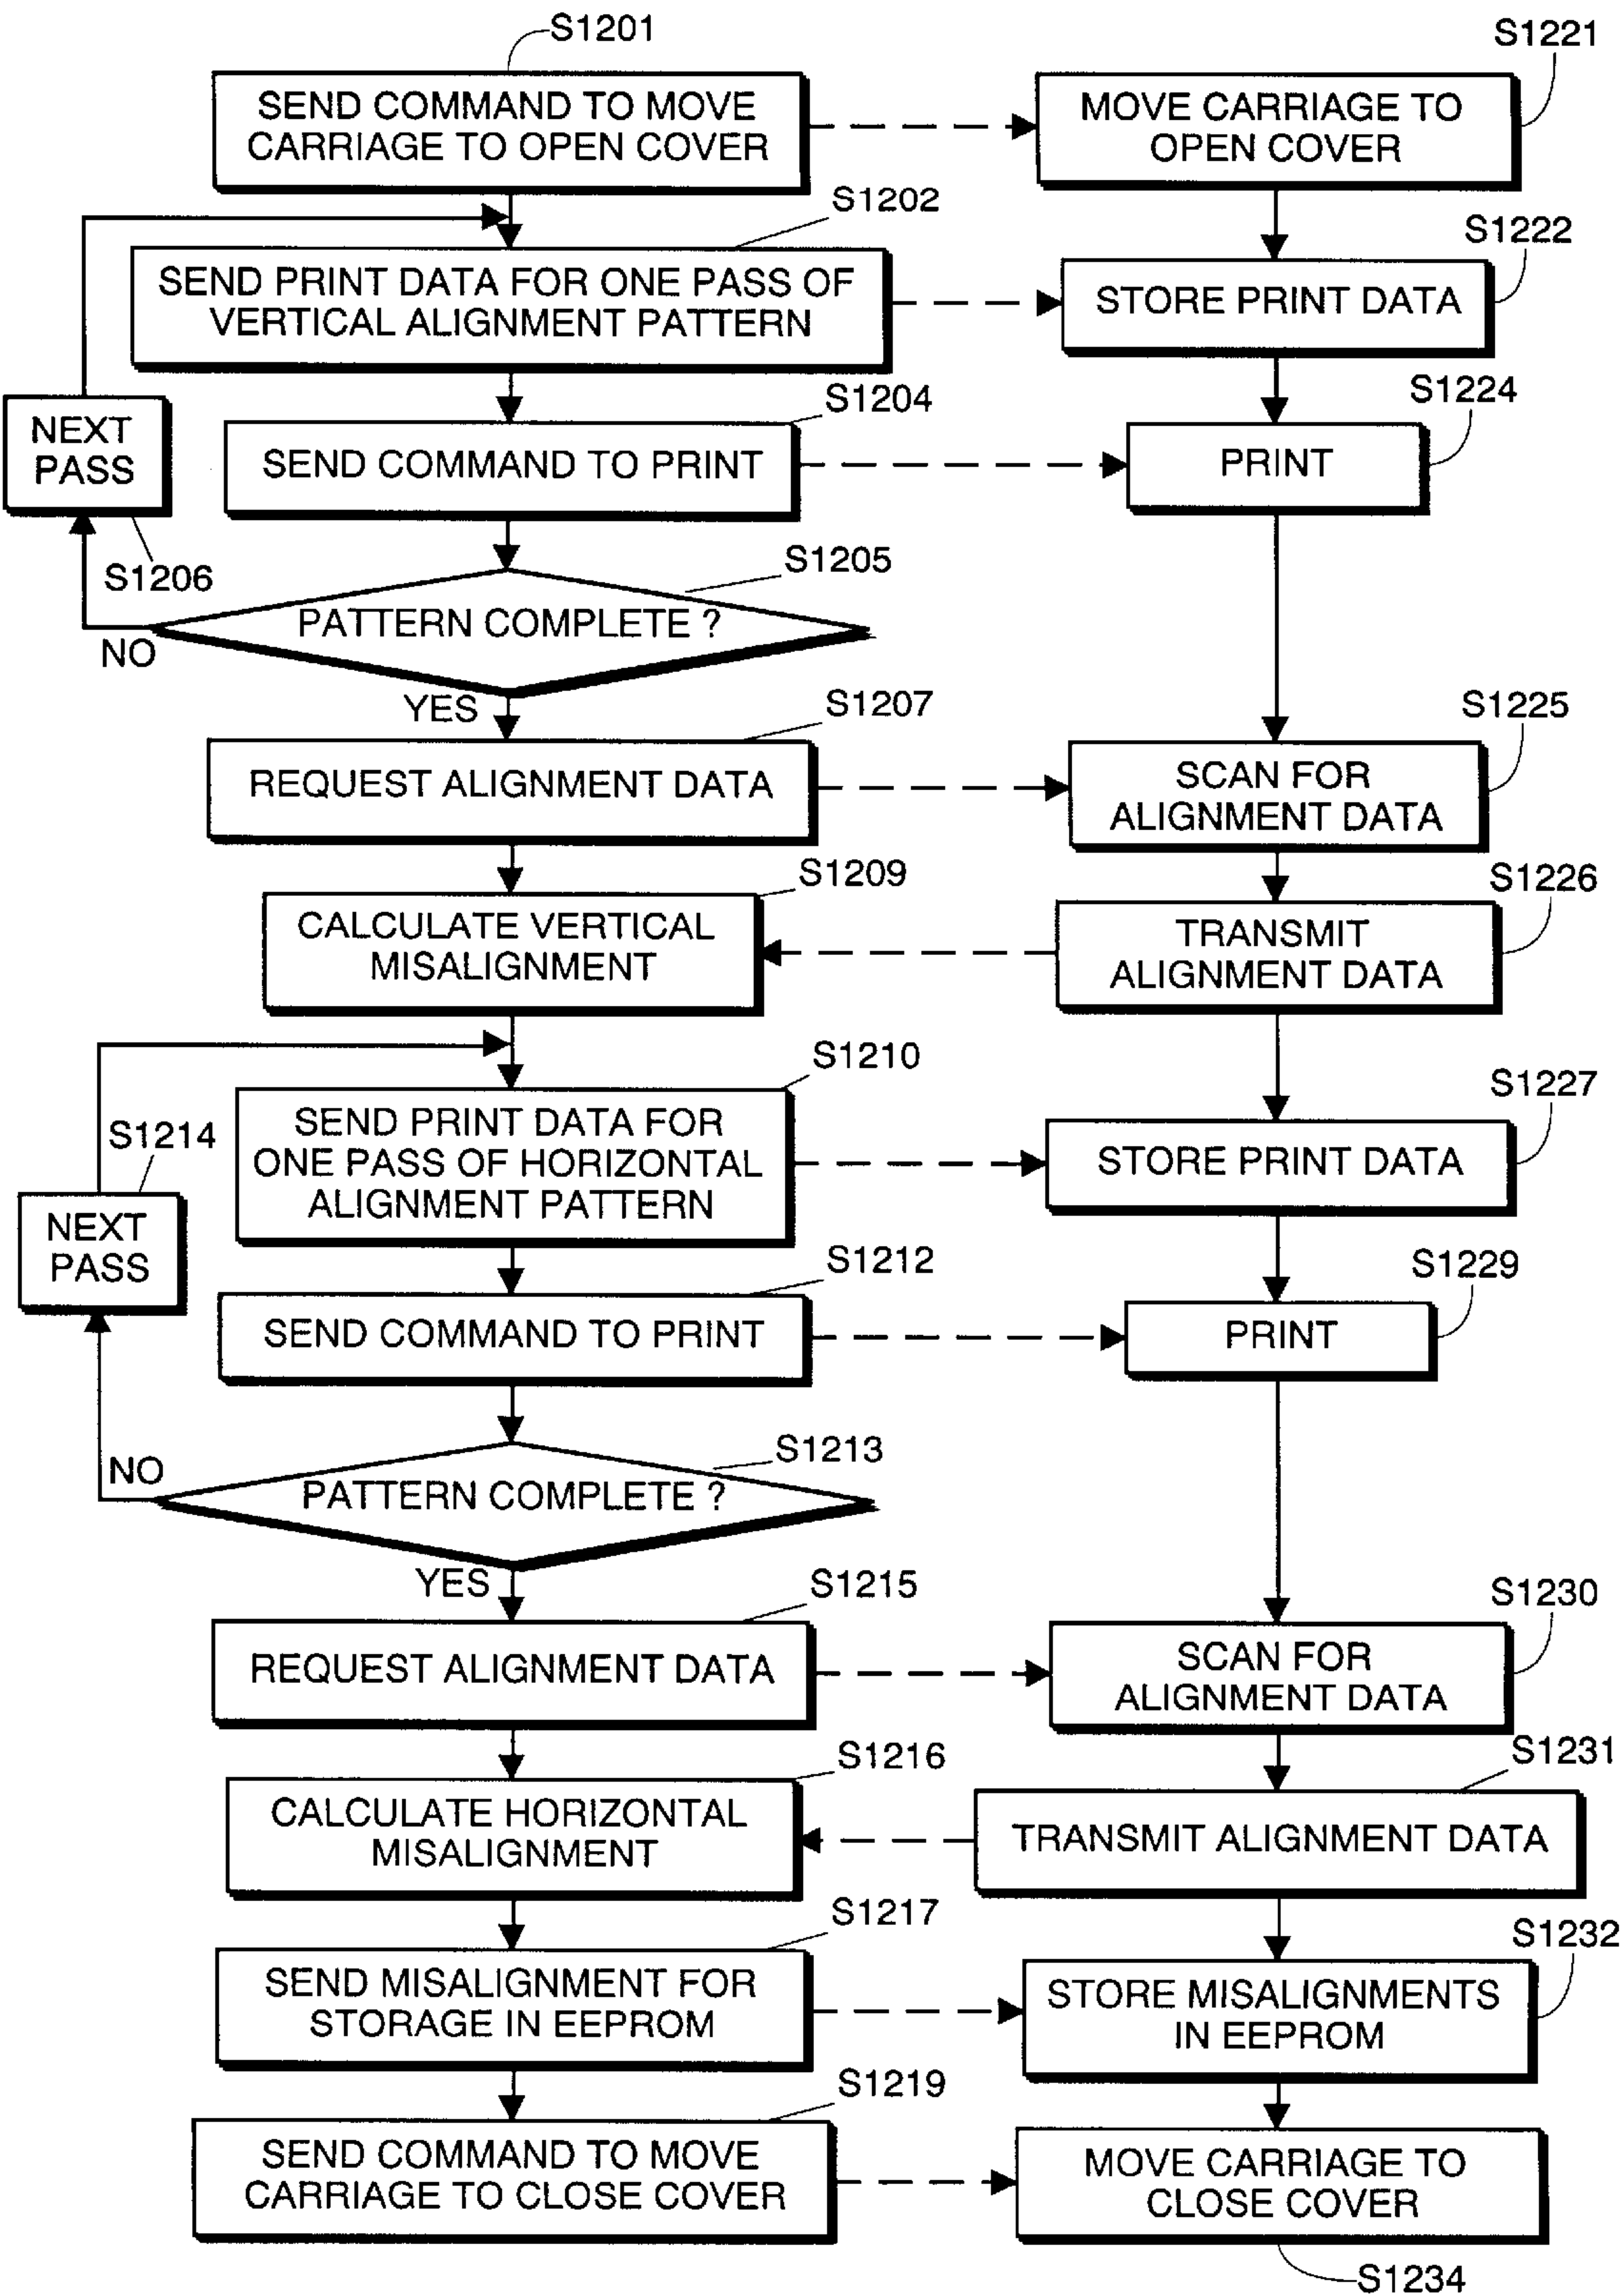 S1201
S1221
SEND COMMAND TO MOVE
CARRIAGE TO OPEN COVER
MOVE CARRIAGE TO
OPEN COVER
S1202
S1222
SEND PRINT DATA FOR ONE PASS OF
VERTICAL ALIGNMENT PATTERN
STORE PRINT DATA
S1204
S1224
NEXT
PASS
SEND COMMAND TO PRINT
PRINT
S1206
S1205
PATTERN COMPLETE ?
NO
YES
S1207
S1225
REQUEST ALIGNMENT DATA
SCAN FOR
ALIGNMENT DATA
S1209
S1226
CALCULATE VERTICAL
MISALIGNMENT
TRANSMIT
ALIGNMENT DATA
S1210
S1227
S1214
SEND PRINT DATA FOR
ONE PASS OF HORIZONTAL
ALIGNMENT PATTERN
STORE PRINT DATA
NEXT
PASS
S1212
S1229
SEND COMMAND TO PRINT
PRINT
S1213
NO
PATTERN COMPLETE ?
YES
S1215
S1230
REQUEST ALIGNMENT DATA
SCAN FOR
ALIGNMENT DATA
S1216
S1231
CALCULATE HORIZONTAL
MISALIGNMENT
TRANSMIT ALIGNMENT DATA
S1217
S1232
SEND MISALIGNMENT FOR
STORAGE IN EEPROM
STORE MISALIGNMENTS
IN EEPROM
S1219
SEND COMMAND TO MOVE
CARRIAGE TO CLOSE COVER
MOVE CARRIAGE TO
CLOSE COVER
S1234